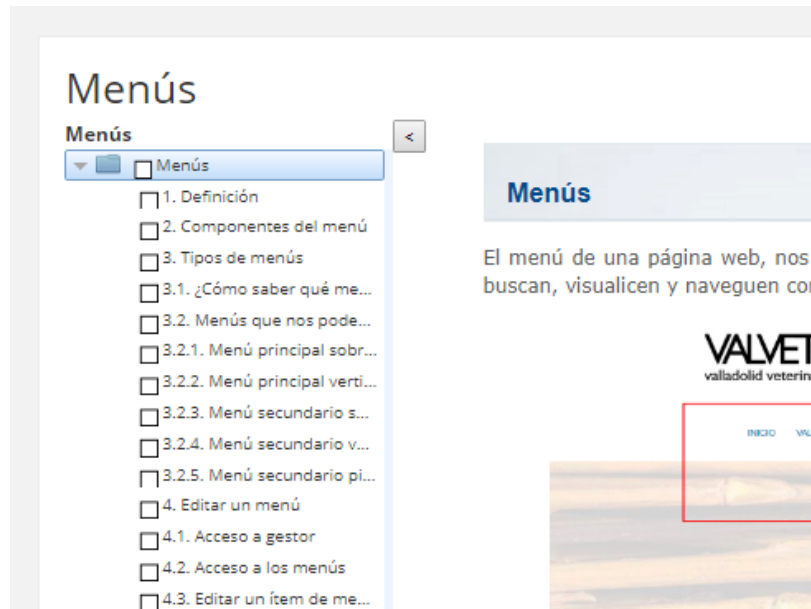 Menús
Menús
<
Menús
1. Definición
2. Componentes del menú
3. Tipos de menús
3.1. ¿Cómo saber qué me...
3.2. Menús que nos pode...
3.2.1. Menú principal sobr...
3.2.2. Menú principal verti...
3.2.3. Menú secundario s...
3.2.4. Menú secundario v...
3.2.5. Menú secundario pi...
4. Editar un menú
4.1. Acceso a gestor
4.2. Acceso a los menús
4.3. Editar un ítem de me...
Menús
El menú de una página web, nos
buscan, visualicen y naveguen
VALVET
valladolid
INICIO